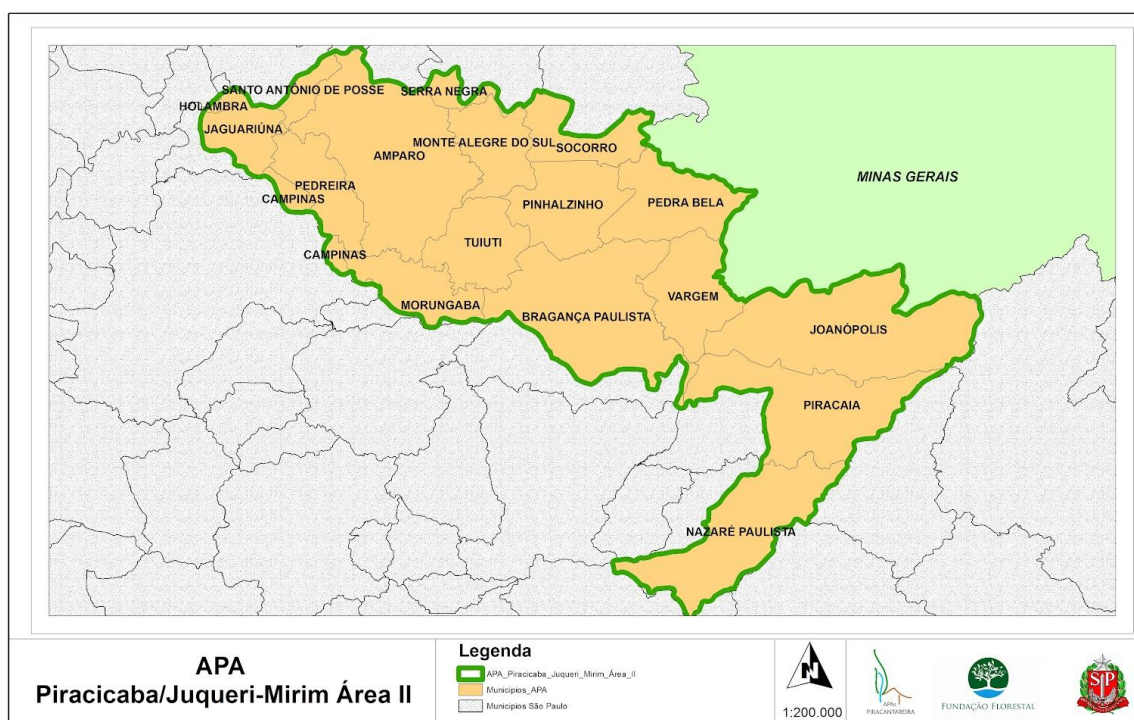 SANTO ANTÔNIO DE POSSE
SERRA NEGRA
HOLAMBRA
JAGUARIÚNA
MONTE ALEGRE DO SUL
SOCORRO
AMPARO
MINAS GERAIS
PEDREIRA
CAMPINAS
PINHALZINHO
PEDRA BELA
TUIUTI
CAMPINAS
VARGEM
MORUNGABA
BRAGANÇA PAULISTA
JOANÓPOLIS
PIRACAIA
NAZARÉ PAULISTA
APA
Piracicaba/Juqueri-Mirim Área II
Legenda
APA_Piracicaba_Juqueri_Mirim_Área_II
Municipios_APA
Municipios São Paulo
N
1:200.000
APAs
PIRACANTAREIRA
FUNDAÇÃO FLORESTAL
SP